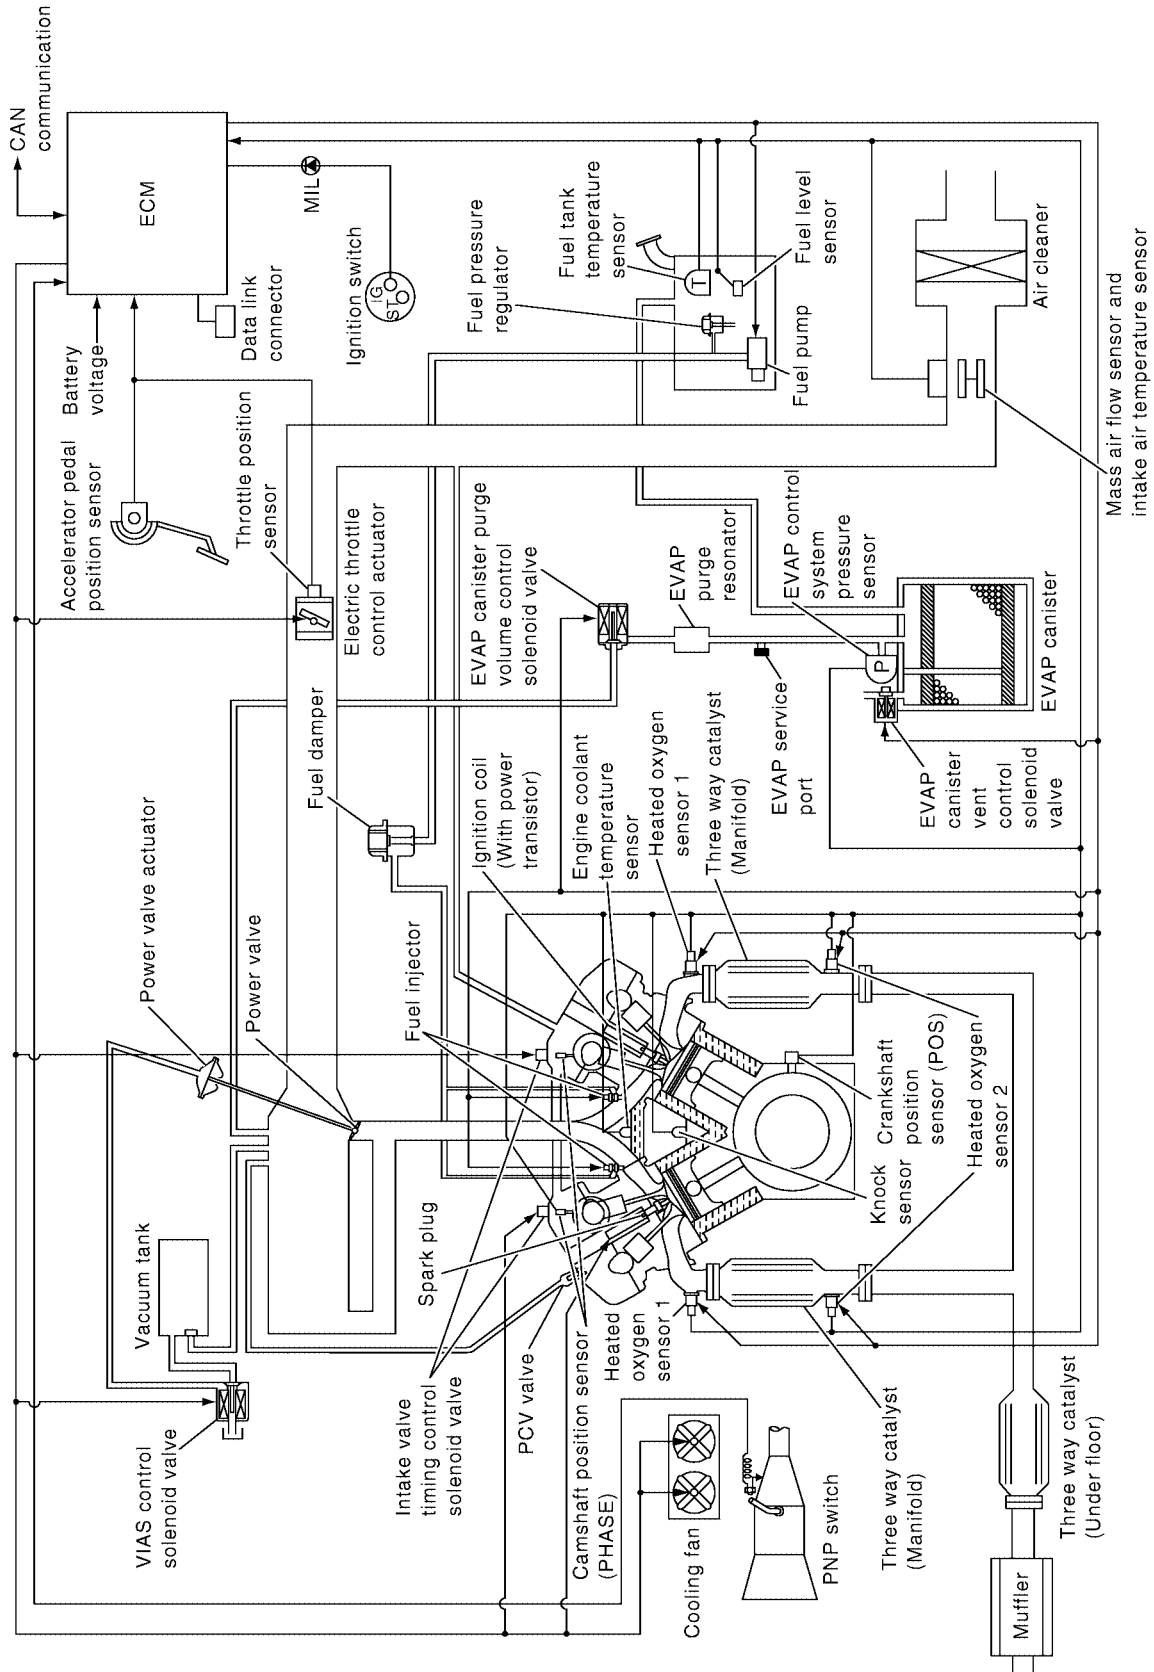 CAN
communication
ECM
MIL
Battery
voltage
Data link
connector
Ignition switch
IG
ST
Accelerator pedal
position sensor
Throttle position
sensor
Electric throttle
control actuator
Fuel pressure
regulator
Fuel tank
temperature
sensor
T
Fuel level
sensor
Fuel pump
Air cleaner
Mass air flow sensor and
intake air temperature sensor
EVAP canister purge
volume control
solenoid valve
EVAP
purge
resonator
EVAP control
system
pressure
sensor
P
EVAP canister
EVAP service
port
EVAP
canister
vent
control
solenoid
valve
Power valve actuator
Power valve
Fuel damper
Fuel injector
Ignition coil
(With power
transistor)
Engine coolant
temperature
sensor
Heated oxygen
sensor 1
Three way catalyst
(Manifold)
Vacuum tank
VIAS control
solenoid valve
Spark plug
Intake valve
timing control
solenoid valve
PCV valve
Camshaft position sensor
(PHASE)
Heated
oxygen
sensor 1
Knock
sensor
Crankshaft
position
sensor (POS)
Heated oxygen
sensor 2
Cooling fan
PNP switch
Three way catalyst
(Manifold)
Three way catalyst
(Under floor)
Muffler